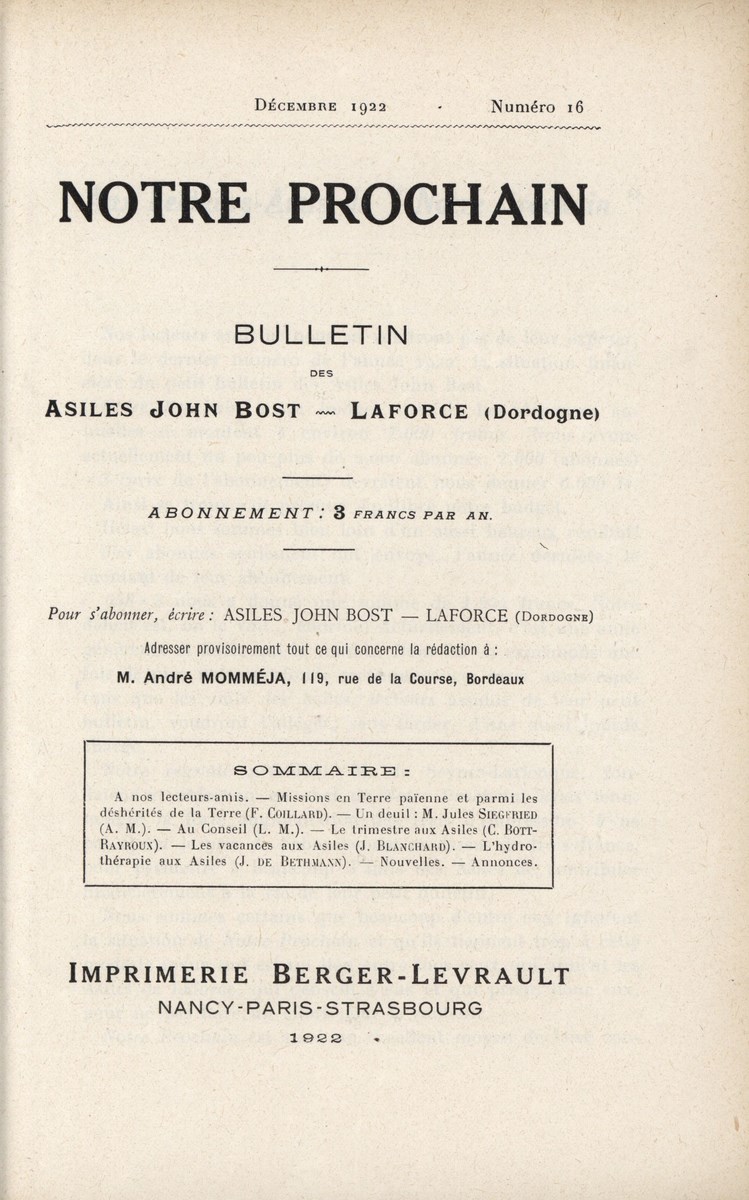 Décembre 1922 - Numéro 16
NOTRE PROCHAIN
BULLETIN
DES
Asiles John Bost ~~ Laforce (Dordogne)
ABONNEMENT: 3 FRANCS PAR AN.
Pour s'abonner, écrire: ASILES JOHN BOST — LAFORCE (Dordogne)
Adresser provisoirement tout ce qui concerne la rédaction à :
M. André MOMMÉJA, 119, rue de la Course, Bordeaux
SOMMAIRE :
A nos lecteurs-amis. — Missions en Terre païenne et parmi les
déshérités de la Terre (F. Coillard). — Un deuil : M. Jules Siegfried
(A. M.). — Au Conseil (L. M.). — Le trimestre aux Asiles (C. Bott-
Rayroux). — Les vacances aux Asiles (J. Blanchard). — L'hydro-
thérapie aux Asiles (J. de Bethmann). — Nouvelles. — Annonces.
Imprimerie Berger-Levrault
NANCY-PARIS-STRASBOURG
1922